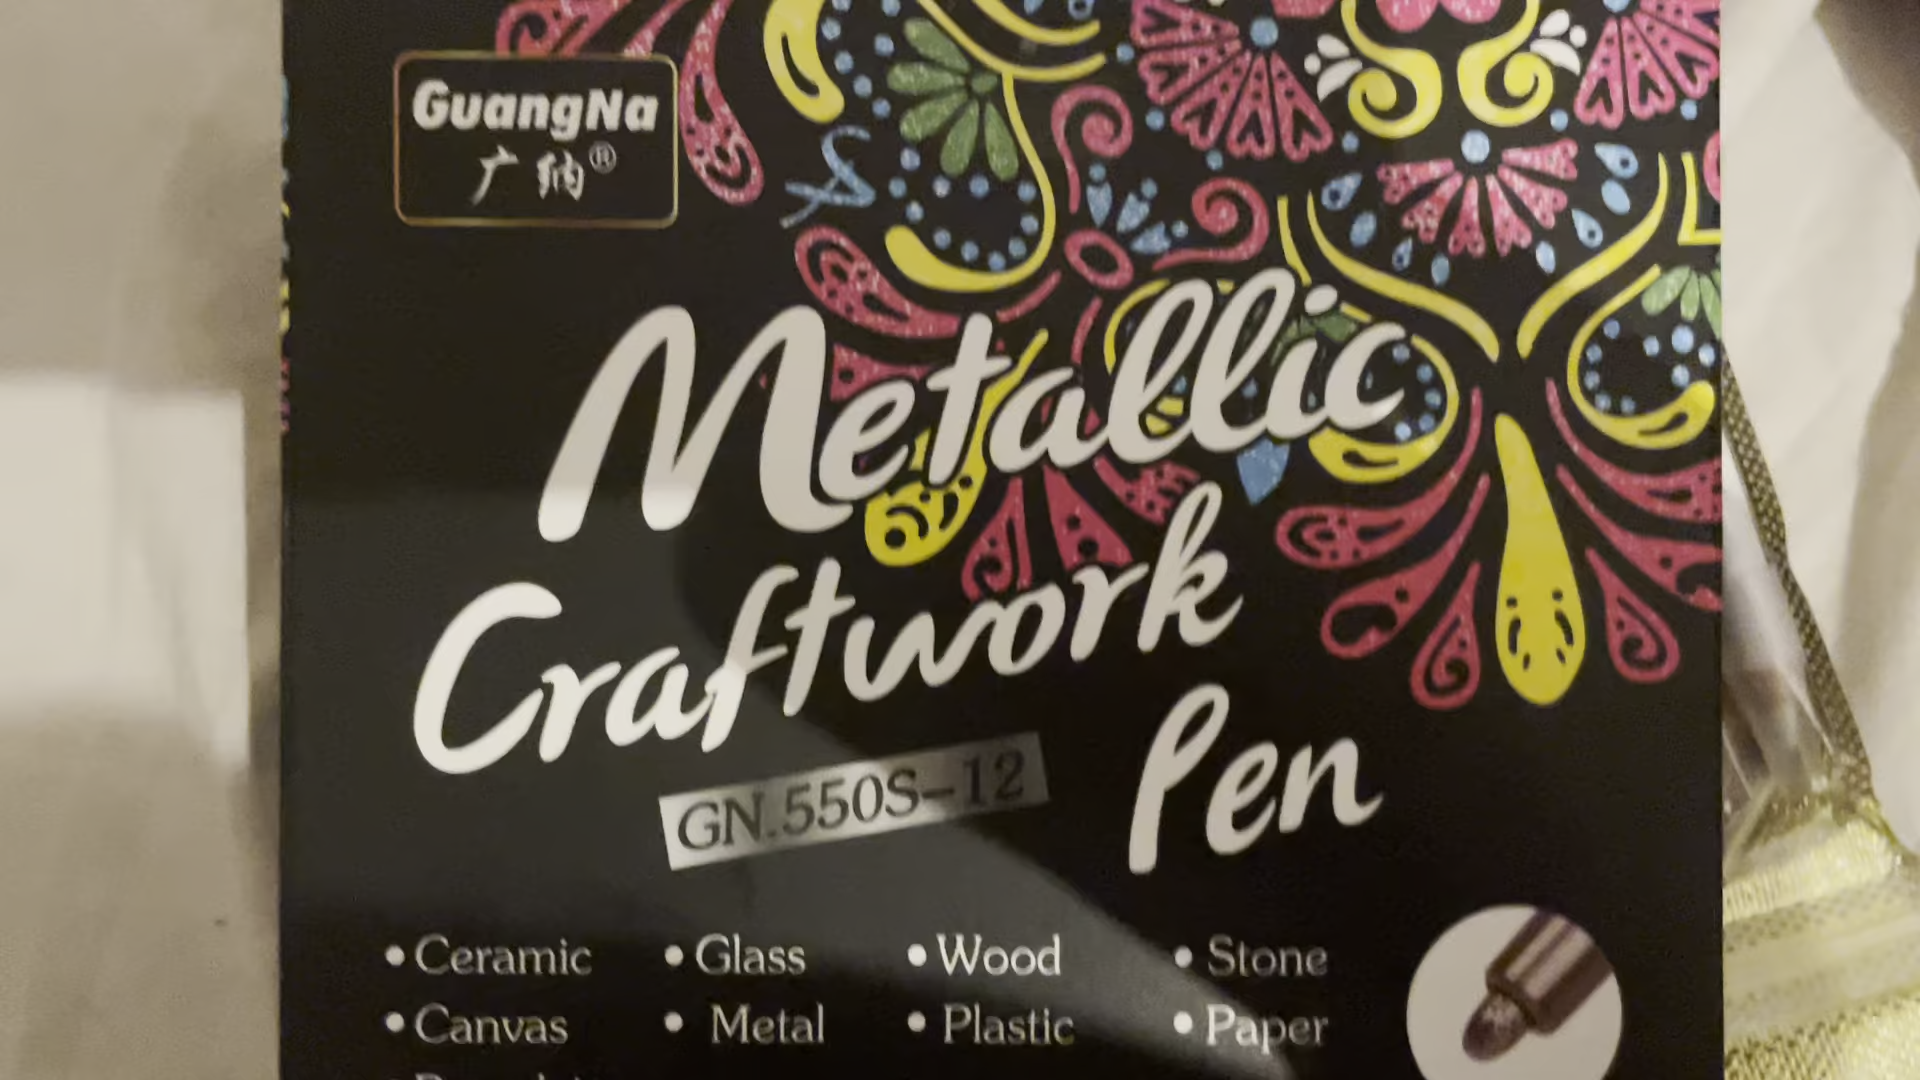 GuangNa
广纳®
Metallic
Craftwork
Pen
GN.550S-12
• Ceramic • Glass • Wood • Stone
• Canvas • Metal • Plastic • Paper